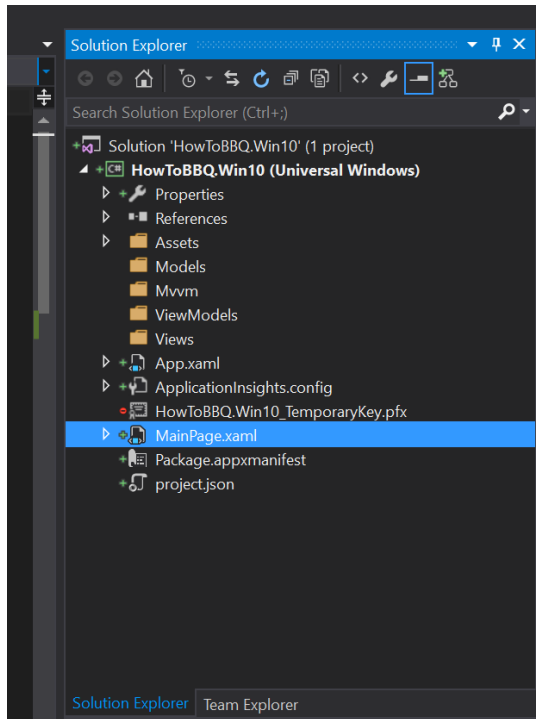 Solution Explorer
Search Solution Explorer (Ctrl+;)
Solution 'HowToBBQ.Win10' (1 project)
C# HowToBBQ.Win10 (Universal Windows)
Properties
References
Assets
Models
Mvvm
ViewModels
Views
App.xaml
ApplicationInsights.config
HowToBBQ.Win10_TemporaryKey.pfx
MainPage.xaml
Package.appxmanifest
project.json
Solution Explorer Team Explorer